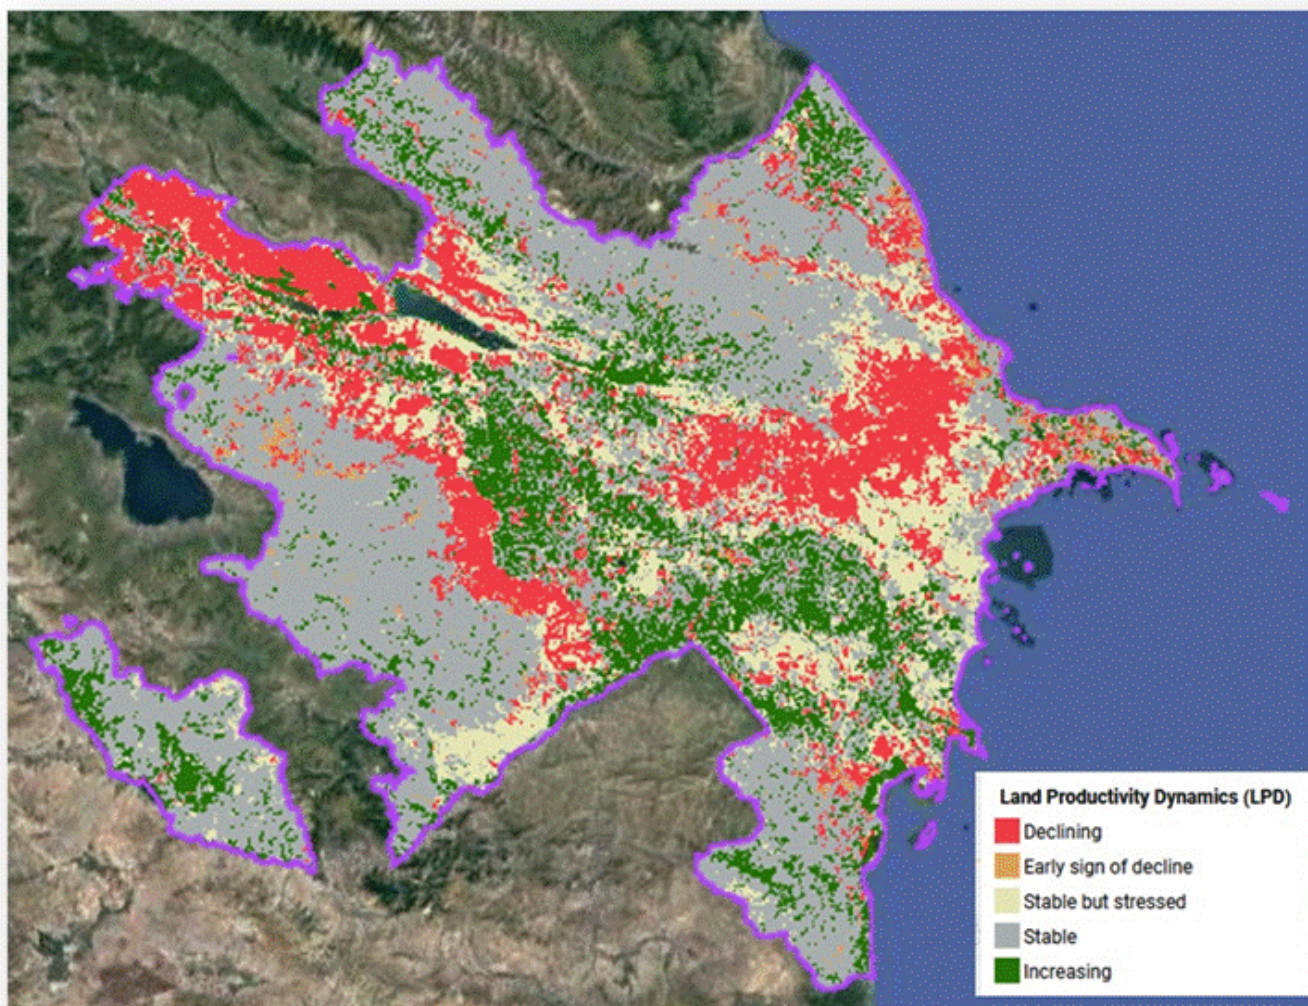 Land Productivity Dynamics (LPD)
Declining
Early sign of decline
Stable but stressed
Stable
Increasing